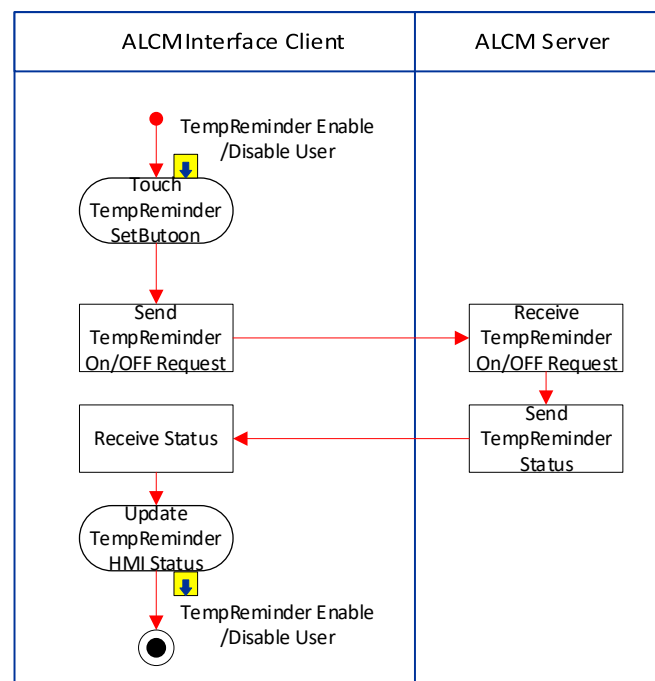 ALCMInterface Client
ALCM Server
TempReminder Enable
/Disable User
Touch
TempReminder
SetButoon
Send
TempReminder
On/OFF Request
Receive
TempReminder
On/OFF Request
Receive Status
Send
TempReminder
Status
Update
TempReminder
HMI Status
TempReminder Enable
/Disable User